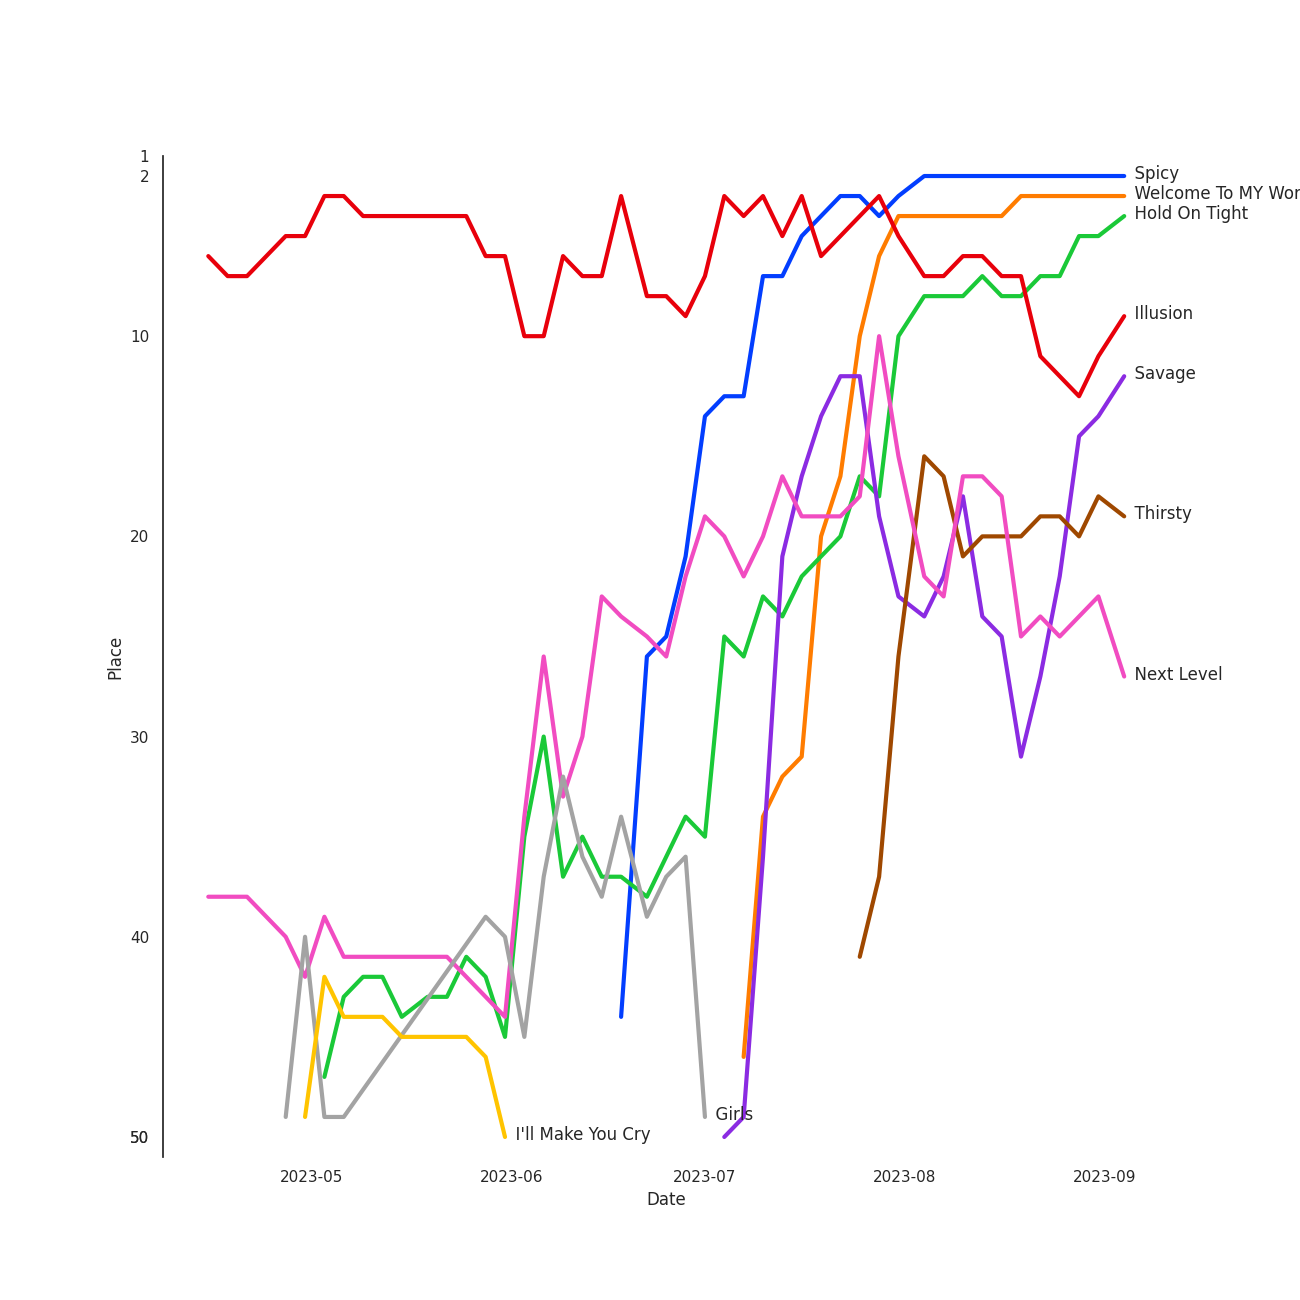 1
2
10
20
30
40
50
Place
2023-05
2023-06
2023-07
2023-08
2023-09
Date
Spicy
Welcome To MY Wor
Hold On Tight
Illusion
Savage
Thirsty
Next Level
Girls
I'll Make You Cry